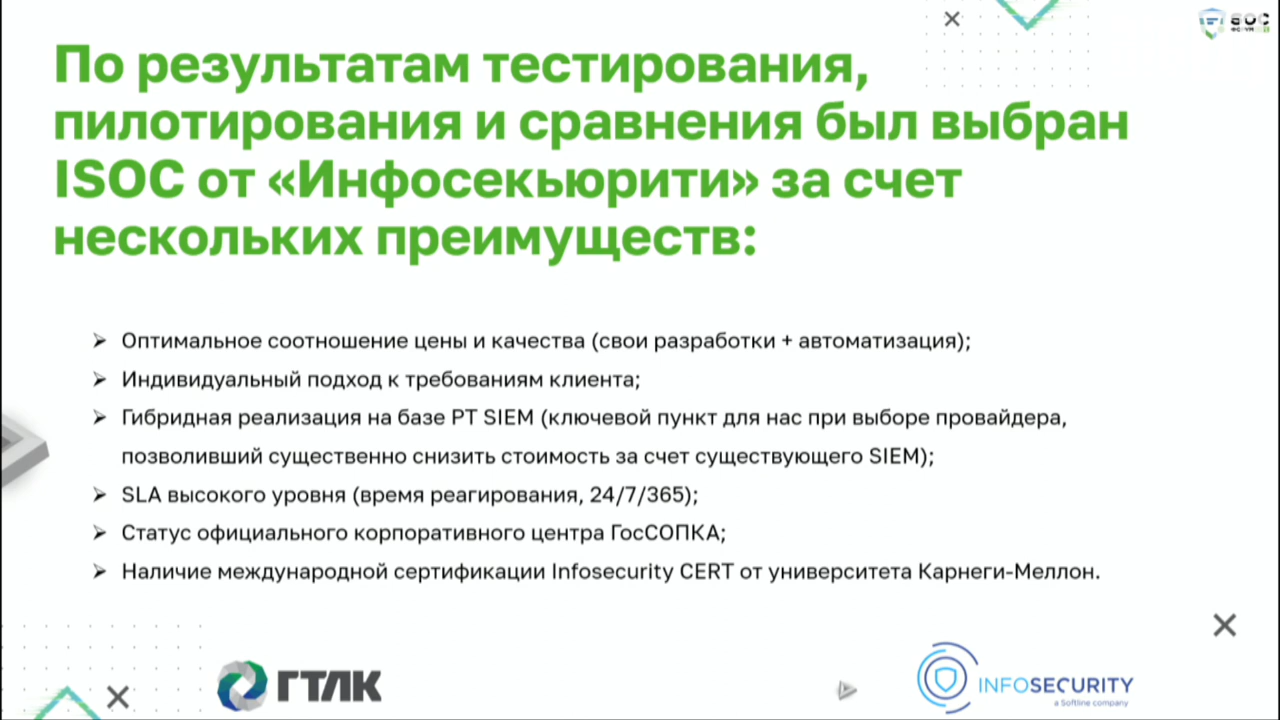 SOC
ФОРУМ
По результатам тестирования,
пилотирования и сравнения был выбран
ISOC от «Инфосекьюрити» за счет
нескольких преимуществ:
Оптимальное соотношение цены и качества (свои разработки + автоматизация);
Индивидуальный подход к требованиям клиента;
Гибридная реализация на базе PT SIEM (ключевой пункт для нас при выборе провайдера,
позволивший существенно снизить стоимость за счет существующего SIEM);
SLA высокого уровня (время реагирования, 24/7/365);
Статус официального корпоративного центра ГосСОПКА;
Наличие международной сертификации Infosecurity CERT от университета Карнеги-Меллон.
ГТЛК
INFOSECURITY
a Softline company